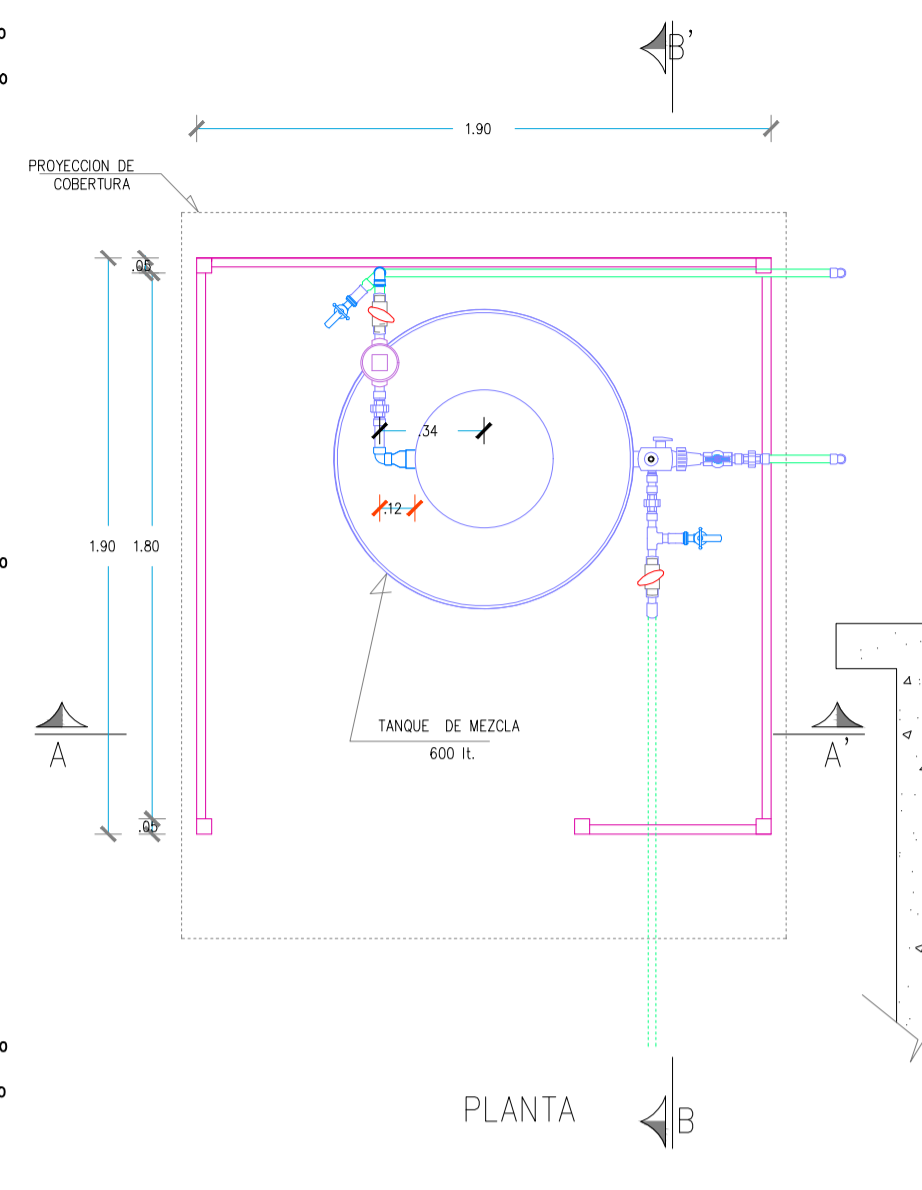 B'
1.90
PROYECCION DE
COBERTURA
.05
.34
.12
1.90
1.80
TANQUE DE MEZCLA
600 lt.
A
A'
.05
PLANTA
B